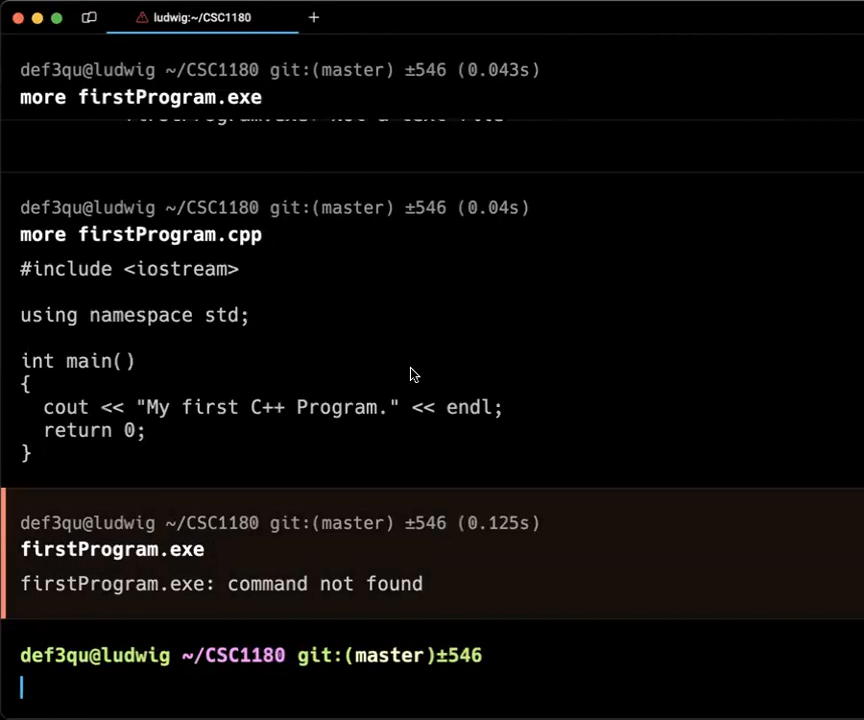 ludwig:~/CSC1180
def3qu@ludwig ~/CSC1180 git:(master) ±546 (0.043s)
more firstProgram.exe
def3qu@ludwig ~/CSC1180 git:(master) ±546 (0.04s)
more firstProgram.cpp
#include <iostream>
using namespace std;
int main()
{
cout << "My first C++ Program." << endl;
return 0;
}
def3qu@ludwig ~/CSC1180 git:(master) ±546 (0.125s)
firstProgram.exe
firstProgram.exe: command not found
def3qu@ludwig ~/CSC1180 git:(master)±546